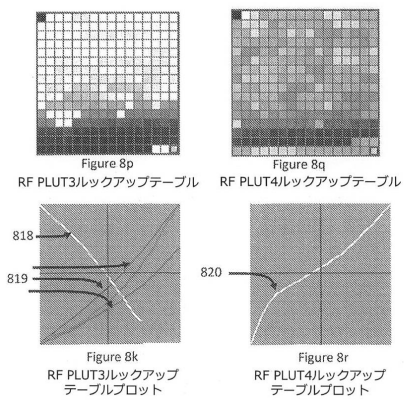 Figure 8p
RF PLUT3ルックアップテーブル
Figure 8q
RF PLUT4ルックアップテーブル
818
819
820
Figure 8k
RF PLUT3ルックアップ
テーブルプロット
Figure 8r
RF PLUT4ルックアップ
テーブルプロット